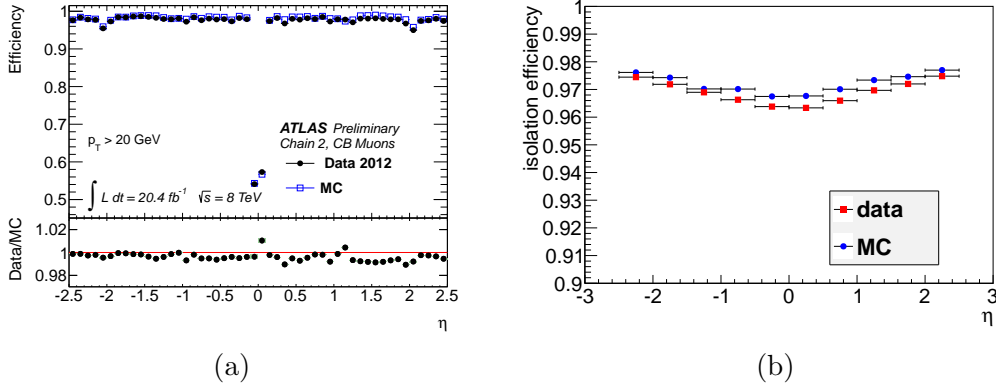 Efficiency
1
0.9
0.8
0.7
0.6
0.5
p_T > 20 GeV
ATLAS Preliminary
Chain 2, CB Muons
Data 2012
MC
∫ L dt = 20.4 fb⁻¹ √s = 8 TeV
Data/MC
1.02
1
0.98
-2.5 -2 -1.5 -1 -0.5 0 0.5 1 1.5 2 2.5
η
(a)
isolation efficiency
1
0.99
0.98
0.97
0.96
0.95
0.94
0.93
0.92
0.91
0.9
data
MC
-3 -2 -1 0 1 2 3
η
(b)